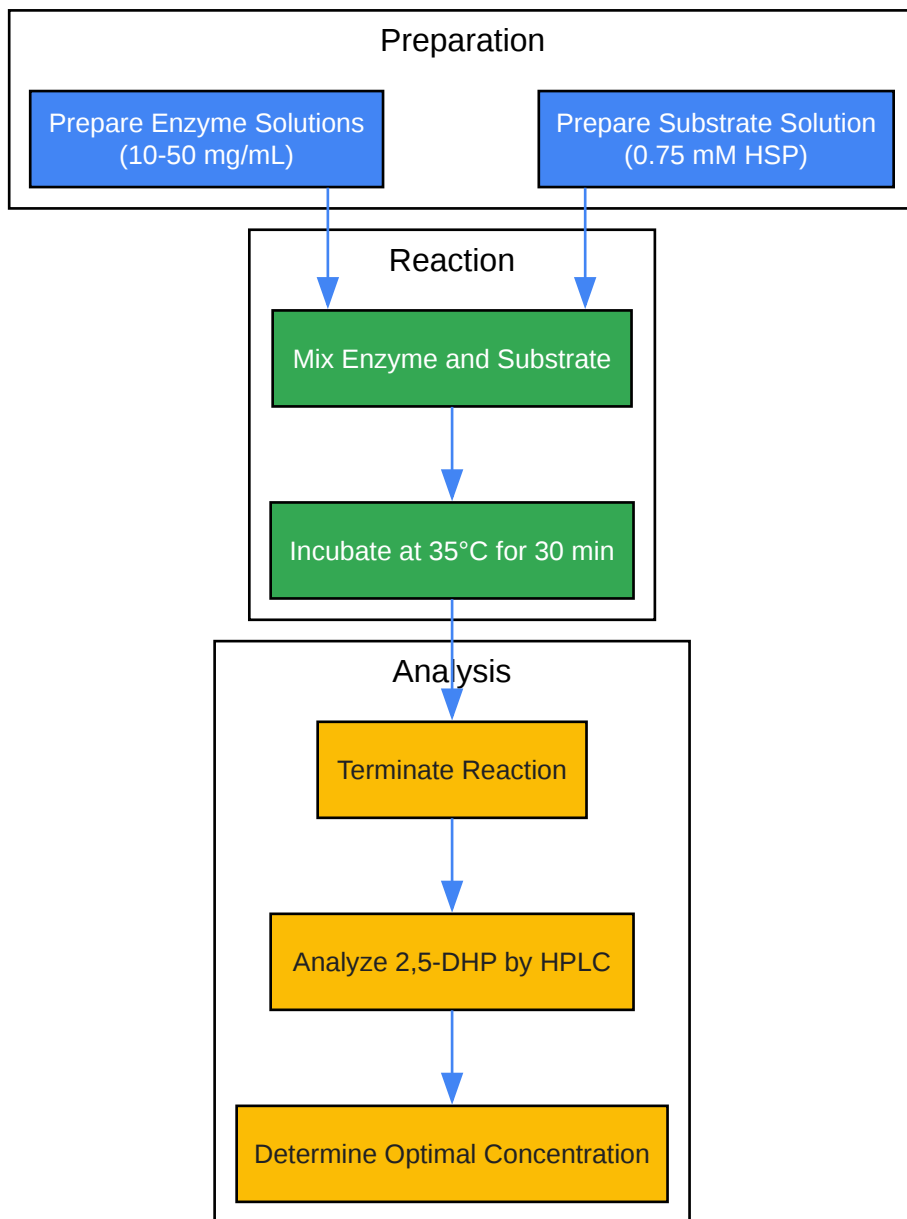 Preparation
Prepare Enzyme Solutions
(10-50 mg/mL)
Prepare Substrate Solution
(0.75 mM HSP)
Reaction
Mix Enzyme and Substrate
Incubate at 35°C for 30 min
Analysis
Terminate Reaction
Analyze 2,5-DHP by HPLC
Determine Optimal Concentration